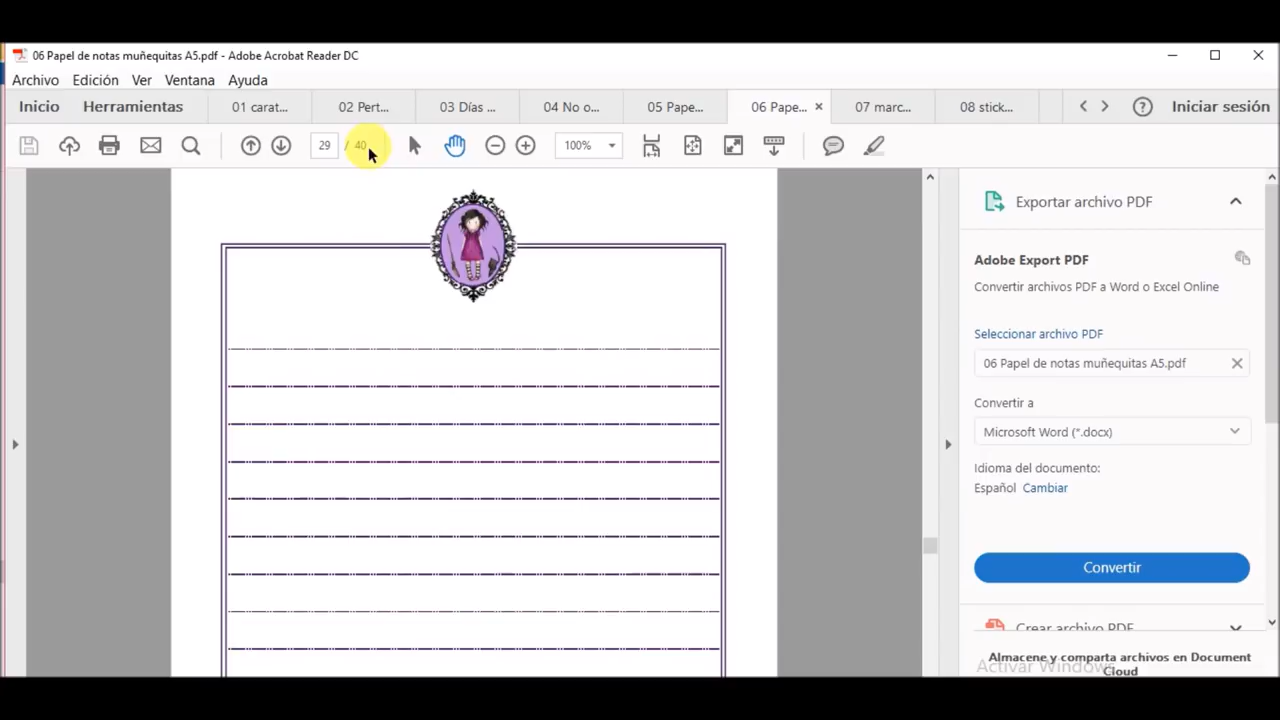 06 Papel de notas muñequitas A5.pdf - Adobe Acrobat Reader DC
Archivo Edición Ver Ventana Ayuda
Inicio Herramientas 01 carat... 02 Pert... 03 Días ... 04 No o... 05 Pape... 06 Pape... 07 marc... 08 stick... Iniciar sesión
29 / 40 100%
Exportar archivo PDF
Adobe Export PDF
Convertir archivos PDF a Word o Excel Online
Seleccionar archivo PDF
06 Papel de notas muñequitas A5.pdf
Convertir a
Microsoft Word (*.docx)
Idioma del documento:
Español Cambiar
Convertir
Crear archivo PDF
Almacene y comparta archivos en Document
Cloud
Activar Windows